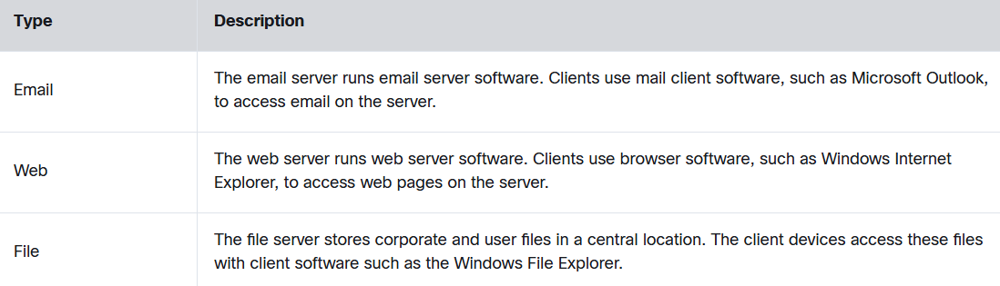 Type Description
Email
The email server runs email server software. Clients use mail client software, such as Microsoft Outlook,
to access email on the server.
Web
The web server runs web server software. Clients use browser software, such as Windows Internet
Explorer, to access web pages on the server.
File
The file server stores corporate and user files in a central location. The client devices access these files
with client software such as the Windows File Explorer.